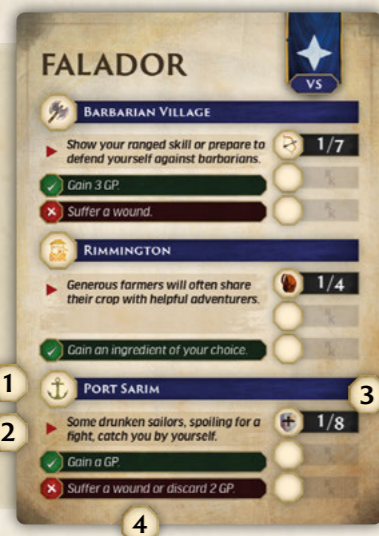 FALADOR
VS
BARBARIAN VILLAGE
Show your ranged skill or prepare to
defend yourself against barbarians.
1/7
Gain 3 GP.
Suffer a wound.
RIMMINGTON
Generous farmers will often share
their crop with helpful adventurers.
1/4
Gain an ingredient of your choice.
1
PORT SARIM
3
2
Some drunken sailors, spoiling for a
fight, catch you by yourself.
1/8
Gain a GP.
Suffer a wound or discard 2 GP.
4